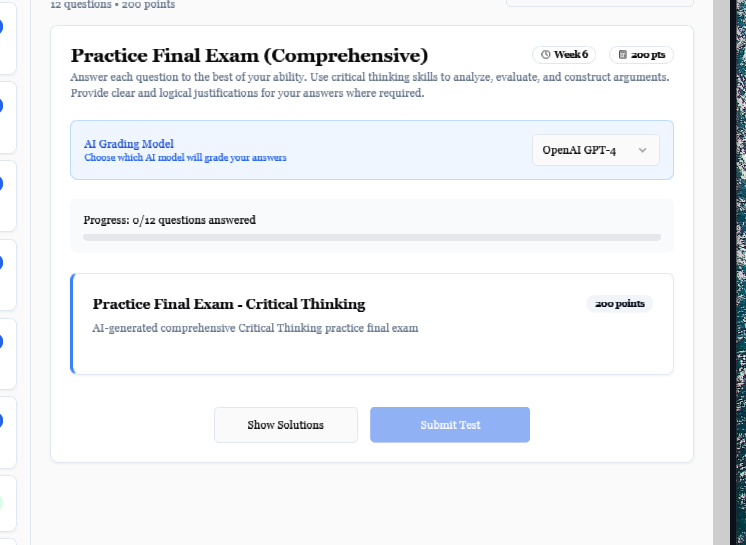 12 questions • 200 points
Practice Final Exam (Comprehensive)
Week 6
200 pts
Answer each question to the best of your ability. Use critical thinking skills to analyze, evaluate, and construct arguments.
Provide clear and logical justifications for your answers where required.
AI Grading Model
Choose which AI model will grade your answers
OpenAI GPT-4
Progress: 0/12 questions answered
Practice Final Exam - Critical Thinking
200 points
AI-generated comprehensive Critical Thinking practice final exam
Show Solutions
Submit Test